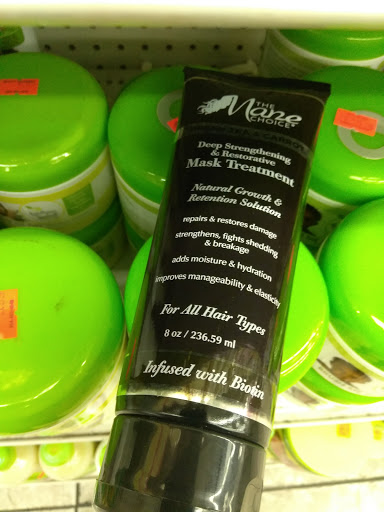 THE
Mane
CHOICE
Deep Strengthening
& Restorative
Mask Treatment
Natural Growth &
Retention Solution
repairs & restores damage
strengthens, fights shedding
& breakage
adds moisture & hydration
improves manageability & elasticity
For All Hair Types
8 oz / 236.59 ml
Infused with Biotin